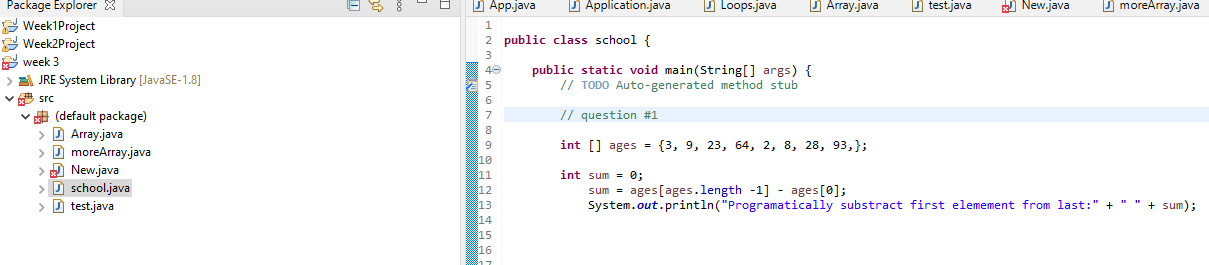 Package Explorer
Week1Project
Week2Project
week 3
JRE System Library [JavaSE-1.8]
src
(default package)
Array.java
moreArray.java
New.java
school.java
test.java
App.java Application.java Loops.java Array.java test.java New.java moreArray.java
1
2 public class school {
3
4 public static void main(String[] args) {
5 // TODO Auto-generated method stub
6
7 // question #1
8
9 int [] ages = {3, 9, 23, 64, 2, 8, 28, 93,};
10
11 int sum = 0;
12 sum = ages[ages.length -1] - ages[0];
13 System.out.println("Programatically substract first elemement from last:" + " " + sum);
14
15
16
17